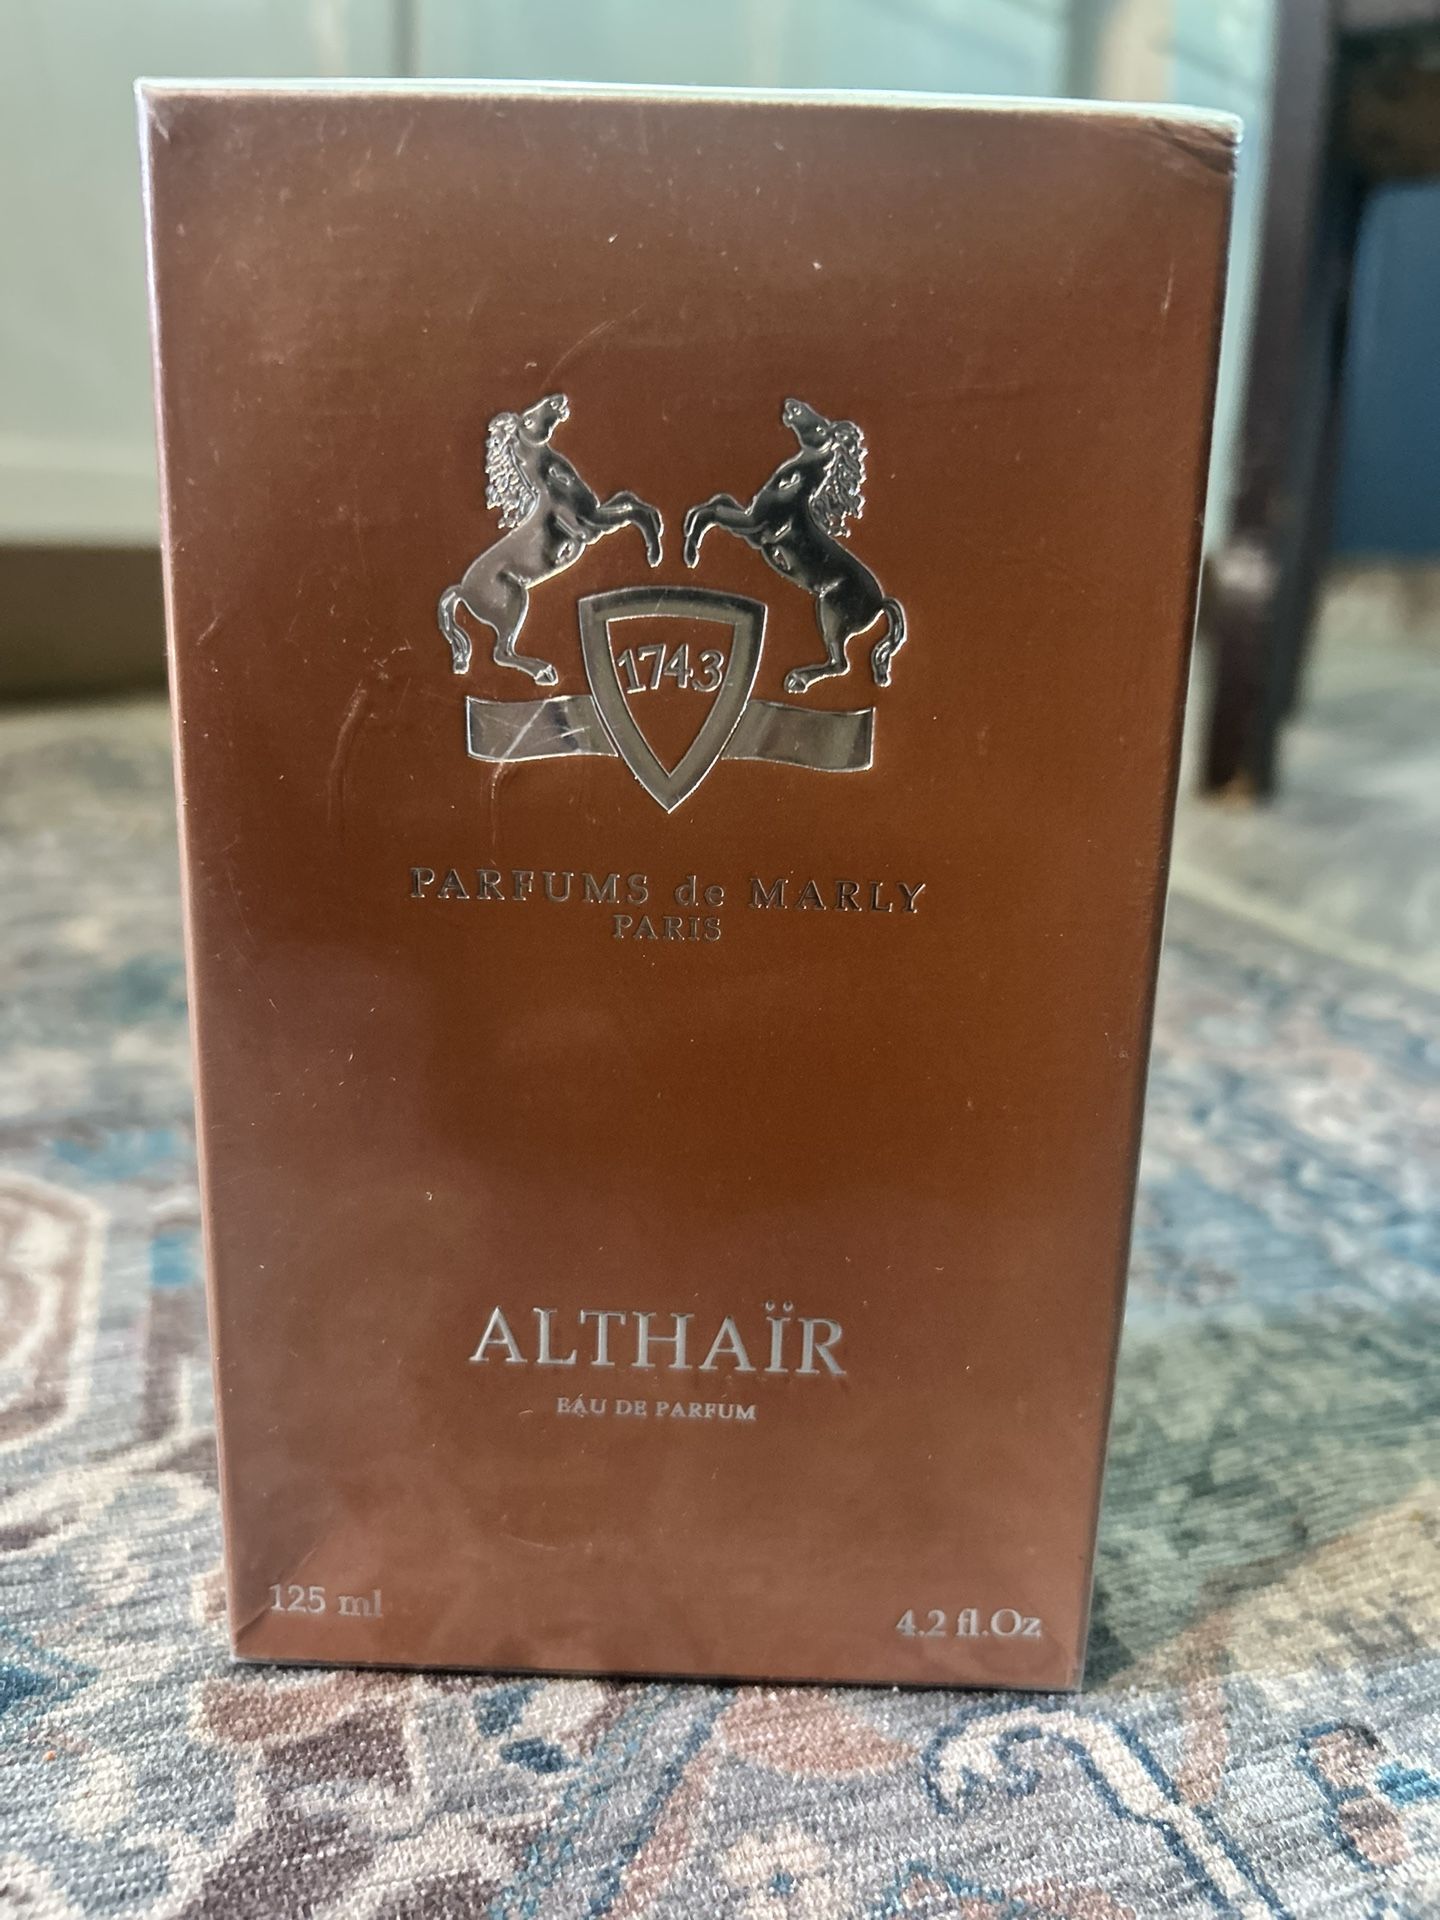 1743
PARFUMS de MARLY
PARIS
ALTHAÏR
EAU DE PARFUM
125 ml
4.2 fl.Oz